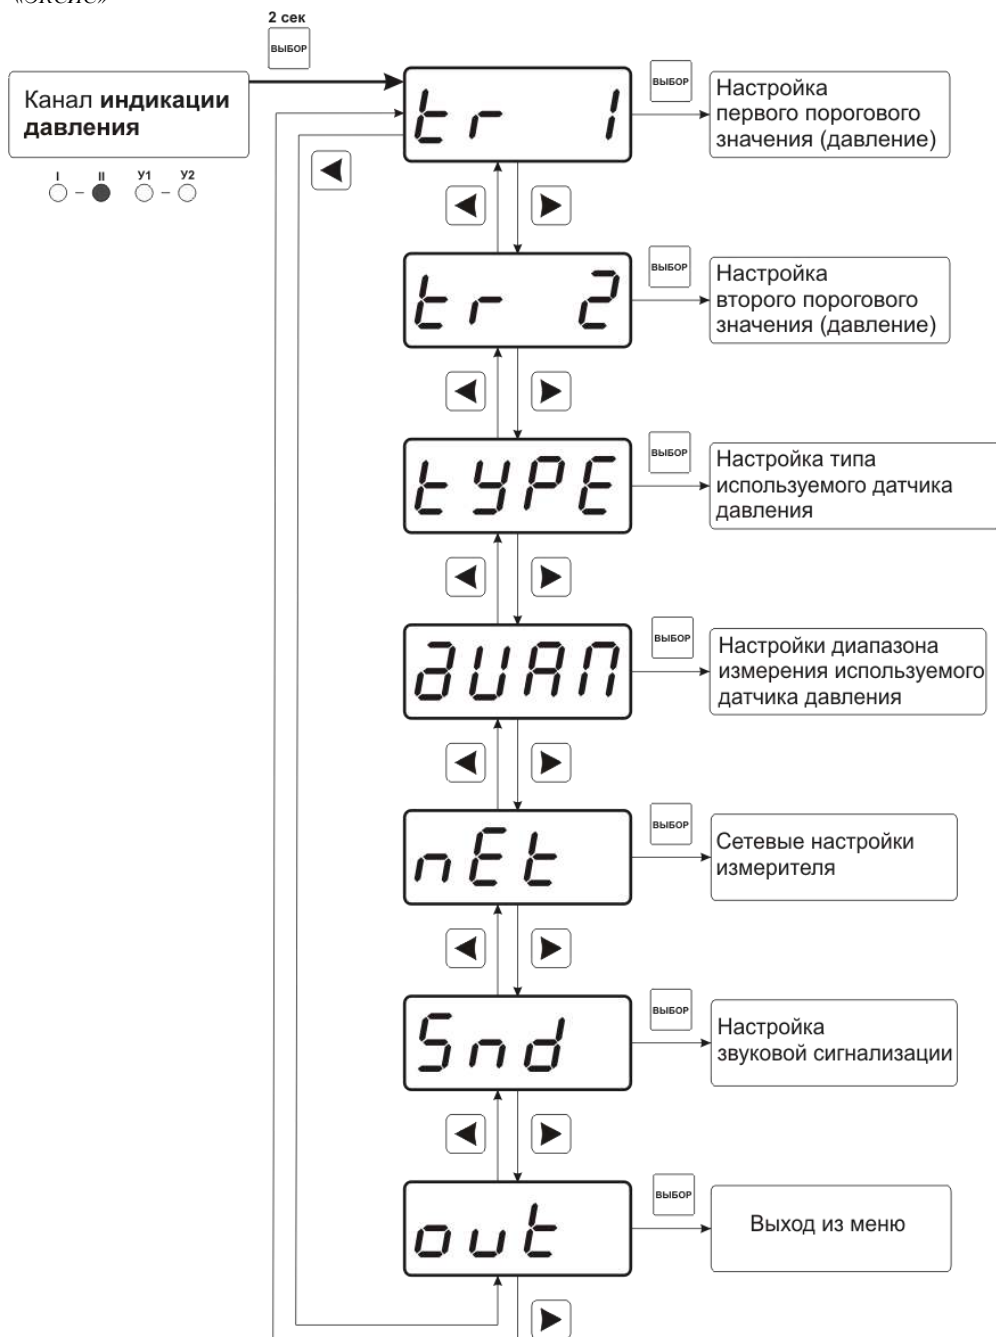 «ЭКСИС»
2 сек
ВЫБОР
Канал индикации
давления
I II У1 У2
tr 1
ВЫБОР
Настройка
первого порогового
значения (давление)
tr 2
ВЫБОР
Настройка
второго порогового
значения (давление)
tYPE
ВЫБОР
Настройка типа
используемого датчика
давления
ВЫБОР
Настройки диапазона
измерения используемого
датчика давления
nEt
ВЫБОР
Сетевые настройки
измерителя
Snd
ВЫБОР
Настройка
звуковой сигнализации
out
ВЫБОР
Выход из меню